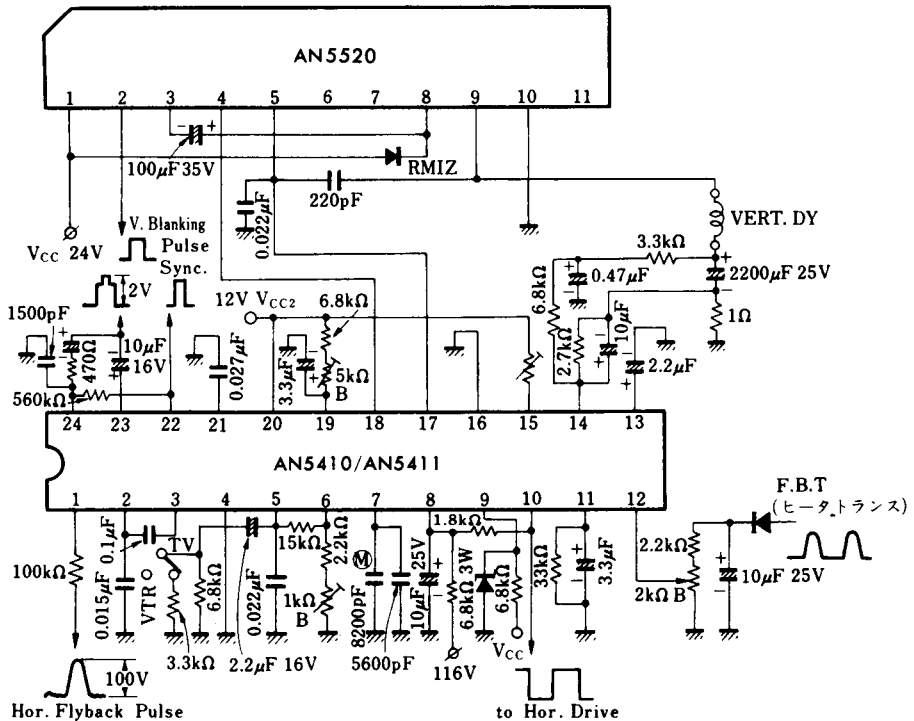 AN5520
1 2 3 4 5 6 7 8 9 10 11
100μF 35V
RMIZ
0.022μF
220pF
VERT. DY
V. Blanking
Pulse
VCC 24V
Sync.
2V
12V VCC2
6.8kΩ
3.3kΩ
6.8kΩ
0.47μF
2200μF 25V
1500pF
470Ω
10μF
16V
0.027μF
3.3μF
5kΩ
B
2.7kΩ
10μF
1Ω
2.2μF
560kΩ
24 23 22 21 20 19 18 17 16 15 14 13
AN5410/AN5411
1 2 3 4 5 6 7 8 9 10 11 12
F.B.T
(ヒータトランス)
100kΩ
0.1μF
TV
15kΩ
2.2kΩ
M
25V
1.8kΩ
3W
33kΩ
3.3μF
2.2kΩ
0.015μF
VTR
6.8kΩ
0.022μF
1kΩ
B
8200pF
10μF
6.8kΩ
6.8kΩ
2kΩ B
10μF 25V
3.3kΩ
2.2μF 16V
5600pF
VCC
116V
100V
Hor. Flyback Pulse
to Hor. Drive